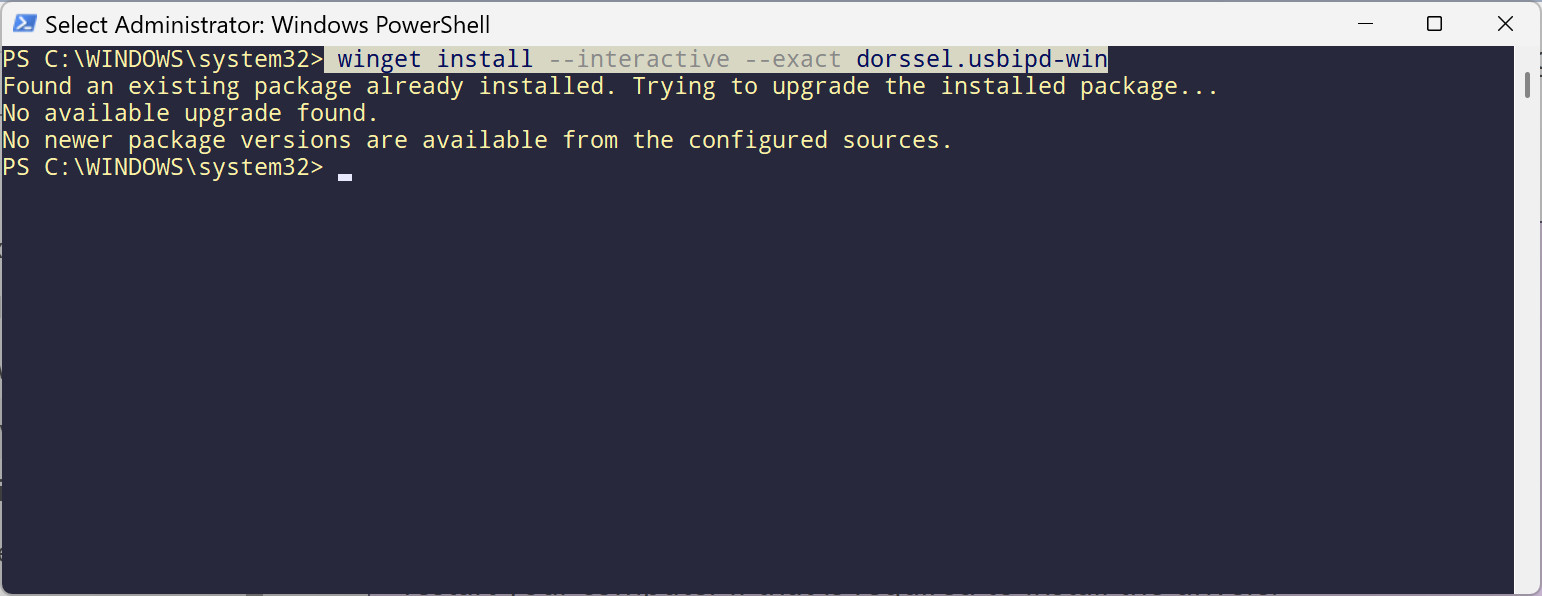 Select Administrator: Windows PowerShell
PS C:\WINDOWS\system32> winget install --interactive --exact dorssel.usbipd-win
Found an existing package already installed. Trying to upgrade the installed package...
No available upgrade found.
No newer package versions are available from the configured sources.
PS C:\WINDOWS\system32>